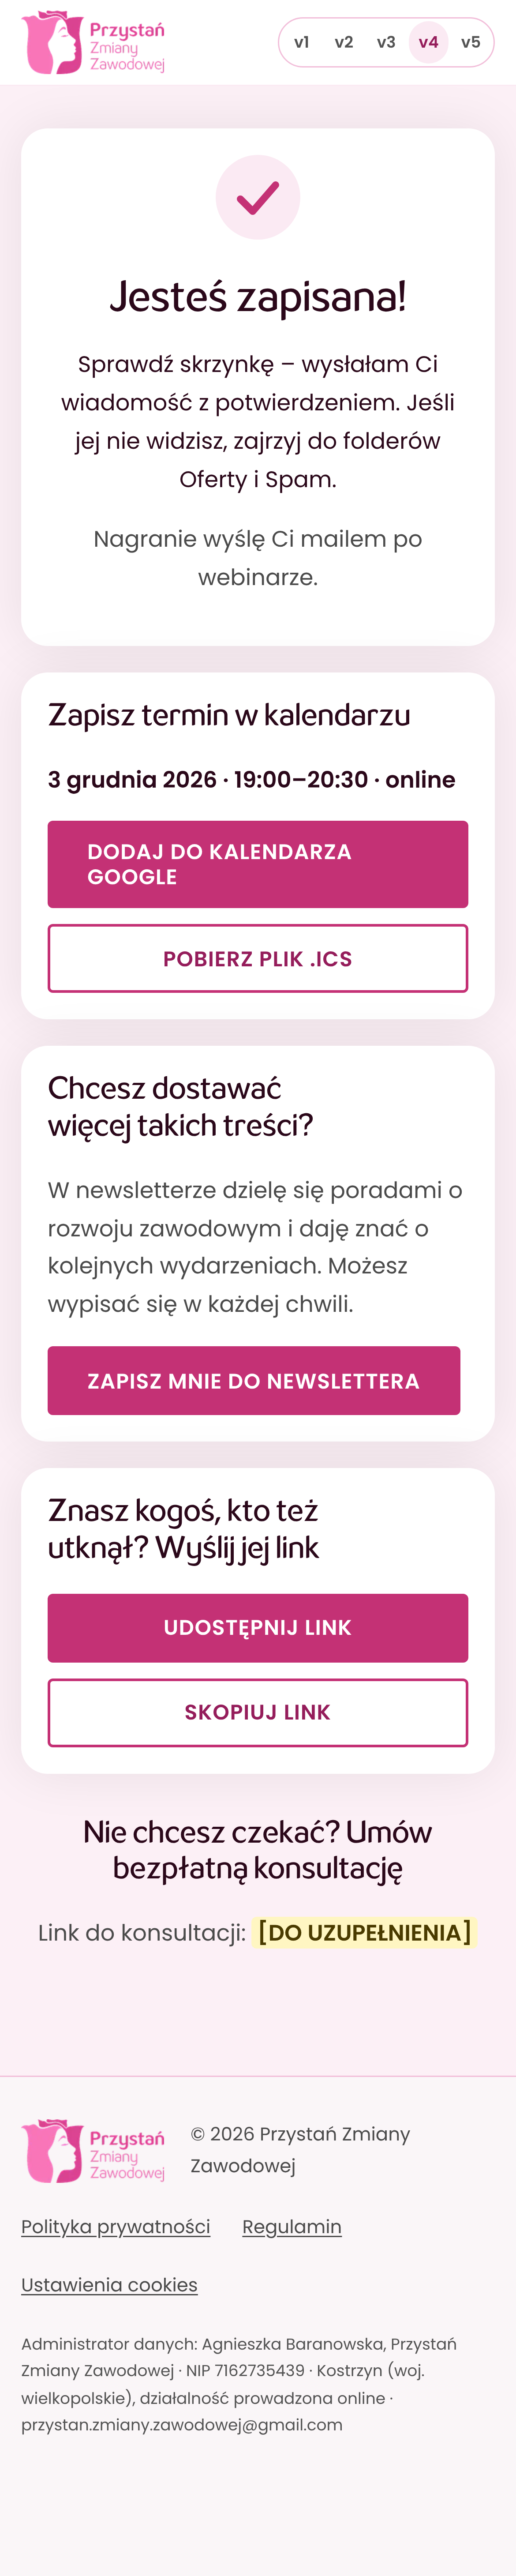 Przystań
Zmiany
Zawodowej
v1 v2 v3 v4 v5
Jesteś zapisana!
Sprawdź skrzynkę – wysłałam Ci
wiadomość z potwierdzeniem. Jeśli
jej nie widzisz, zajrzyj do folderów
Oferty i Spam.
Nagranie wyślę Ci mailem po
webinarze.
Zapisz termin w kalendarzu
3 grudnia 2026 · 19:00–20:30 · online
DODAJ DO KALENDARZA
GOOGLE
POBIERZ PLIK .ICS
Chcesz dostawać
więcej takich treści?
W newsletterze dzielę się poradami o
rozwoju zawodowym i daję znać o
kolejnych wydarzeniach. Możesz
wypisać się w każdej chwili.
ZAPISZ MNIE DO NEWSLETTERA
Znasz kogoś, kto też
utknął? Wyślij jej link
UDOSTĘPNIJ LINK
SKOPIUJ LINK
Nie chcesz czekać? Umów
bezpłatną konsultację
Link do konsultacji: [DO UZUPEŁNIENIA]
Przystań
Zmiany
Zawodowej
© 2026 Przystań Zmiany
Zawodowej
Polityka prywatności Regulamin
Ustawienia cookies
Administrator danych: Agnieszka Baranowska, Przystań
Zmiany Zawodowej · NIP 7162735439 · Kostrzyn (woj.
wielkopolskie), działalność prowadzona online ·
przystan.zmiany.zawodowej@gmail.com